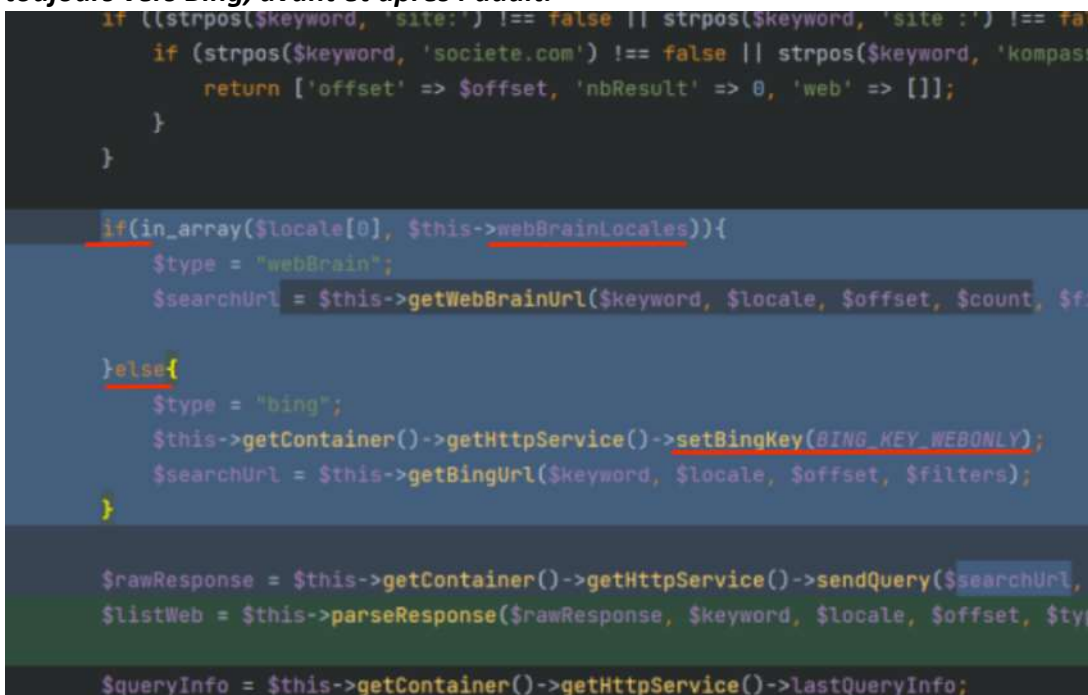 toujours vers Bing, avant et après l'audit.
if ((strpos($keyword, 'site:') !== false || strpos($keyword, 'site :') !== fa
if (strpos($keyword, 'societe.com') !== false || strpos($keyword, 'kompass
return ['offset' => $offset, 'nbResult' => 0, 'web' => []];
}
}
if(in_array($locale[0], $this->webBrainLocales)){
$type = "webBrain";
$searchUrl = $this->getWebBrainUrl($keyword, $locale, $offset, $count, $fi
}else{
$type = "bing";
$this->getContainer()->getHttpService()->setBingKey(BING_KEY_WEBONLY);
$searchUrl = $this->getBingUrl($keyword, $locale, $offset, $filters);
}
$rawResponse = $this->getContainer()->getHttpService()->sendQuery($searchUrl,
$listWeb = $this->parseResponse($rawResponse, $keyword, $locale, $offset, $typ
$queryInfo = $this->getContainer()->getHttpService()->lastQueryInfo;